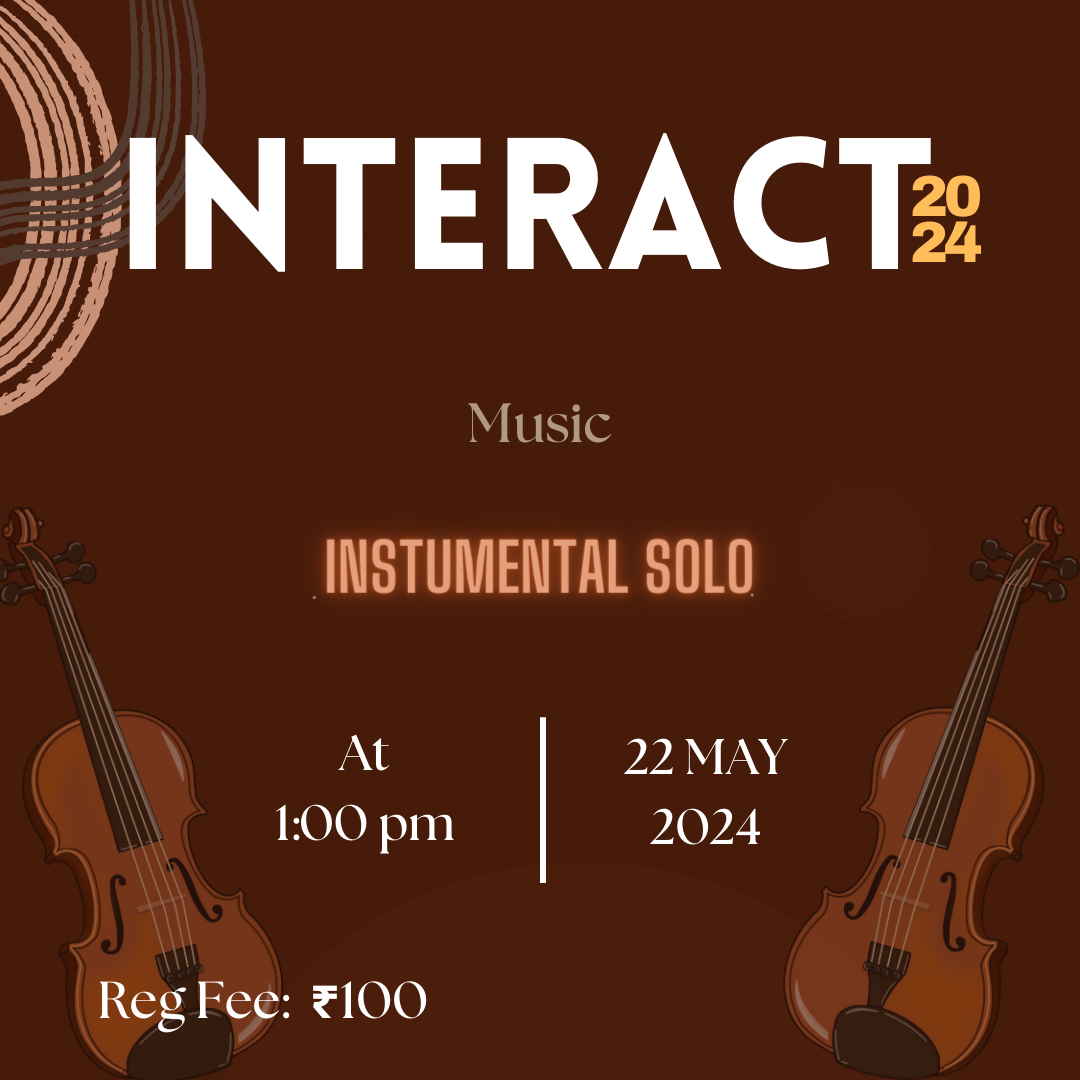 INTERACT
20
24
Music
INSTUMENTAL SOLO
At
1:00 pm
22 MAY
2024
Reg Fee: ₹100